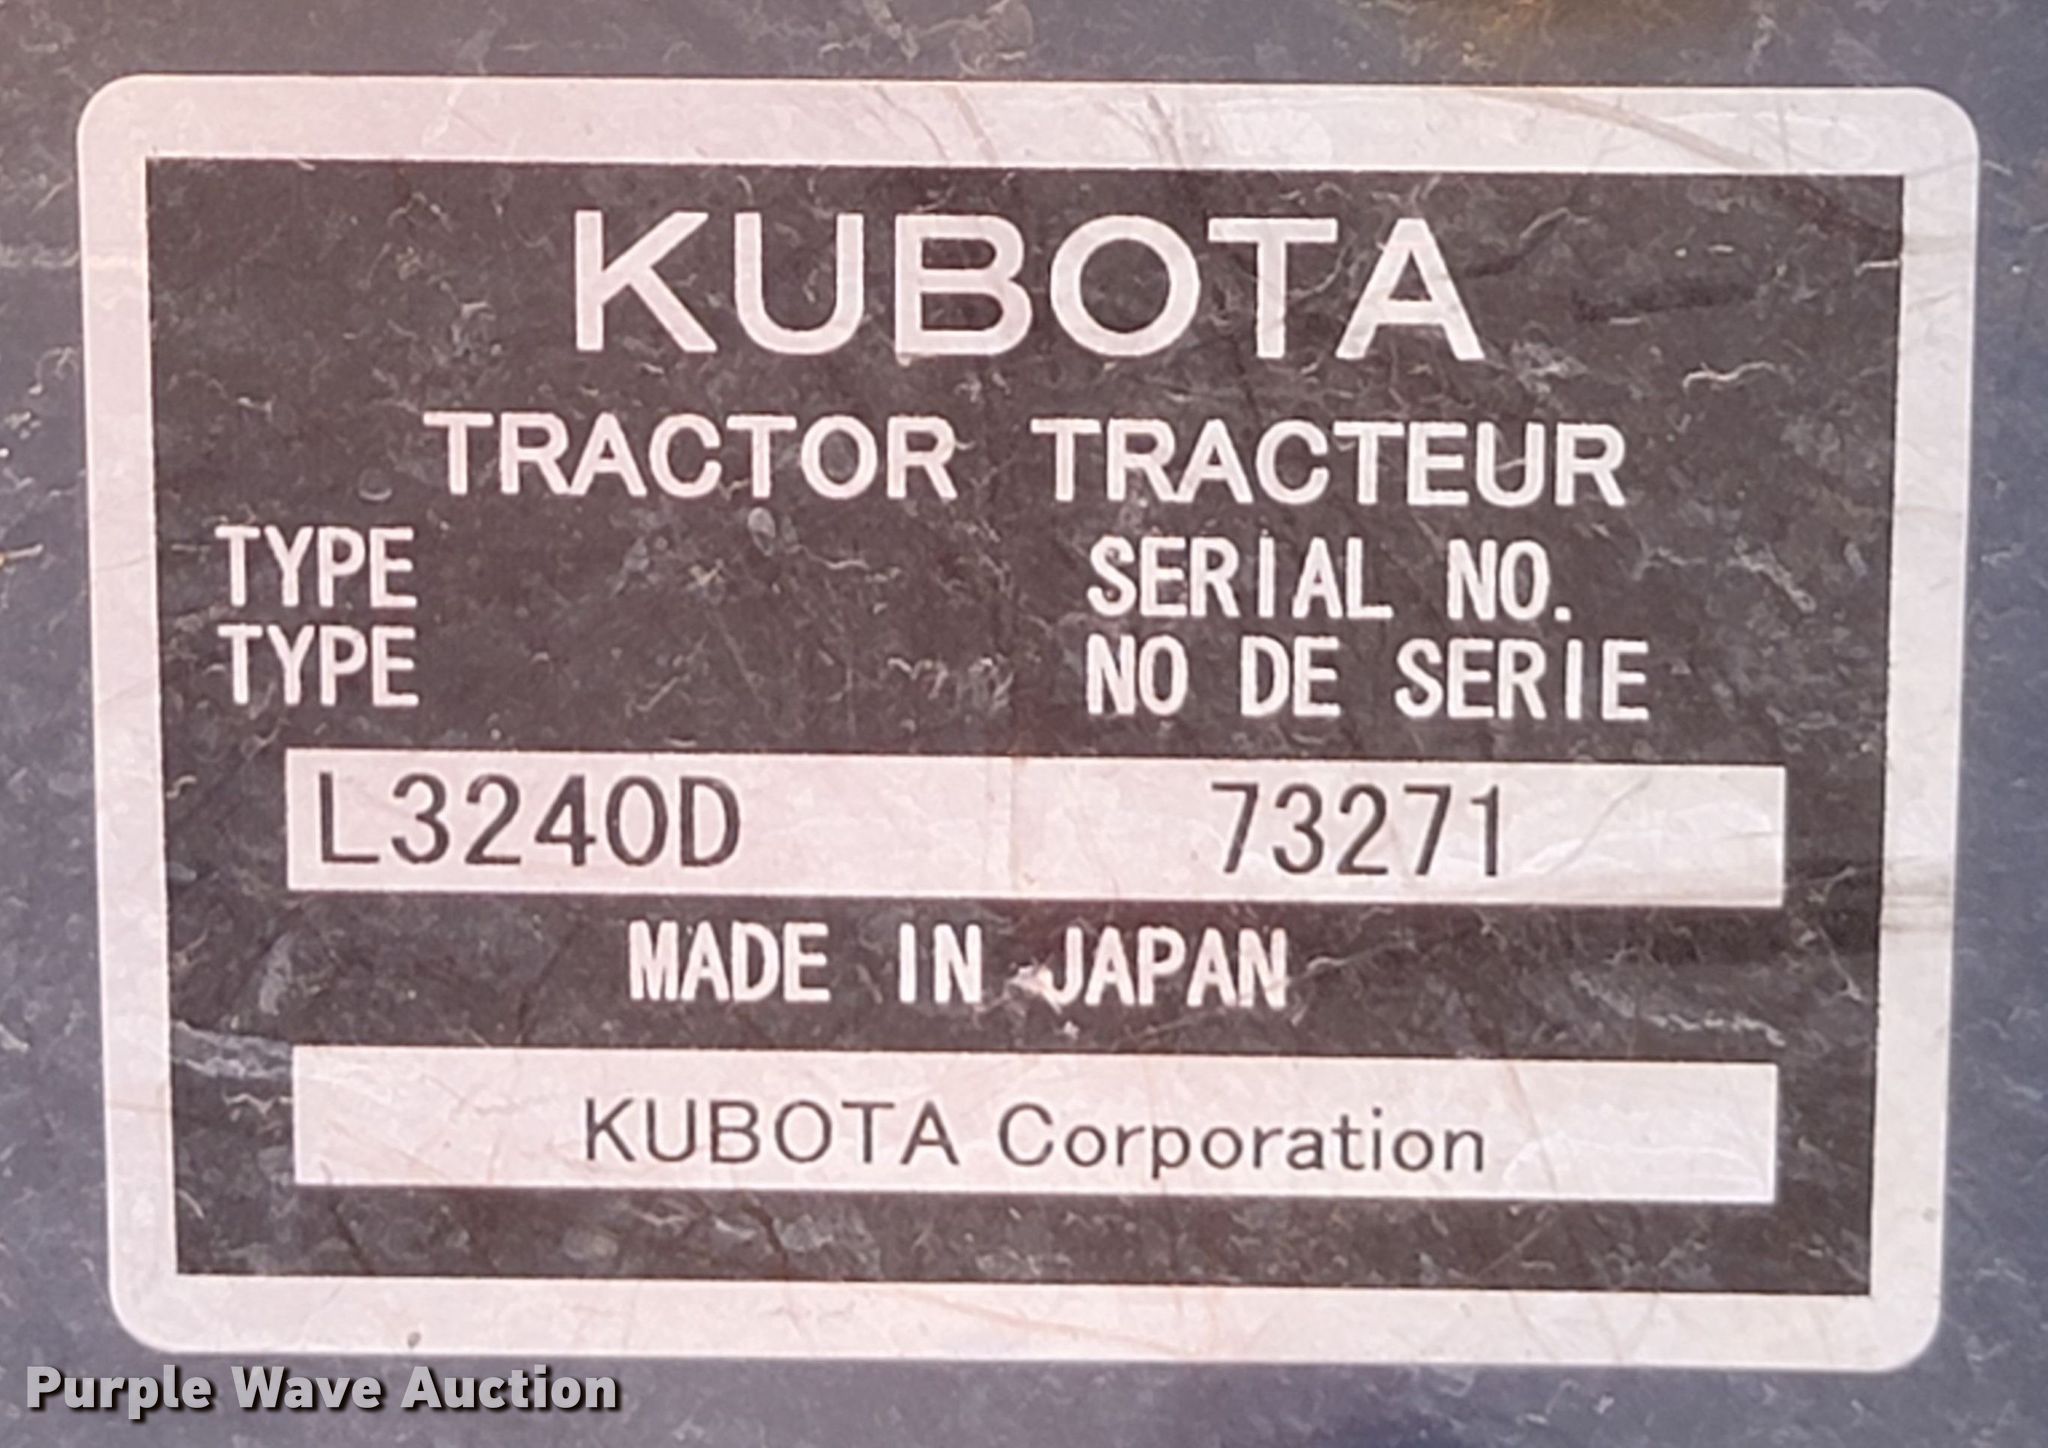 KUBOTA
TRACTOR TRACTEUR
TYPE SERIAL NO.
TYPE NO DE SERIE
L3240D 73271
MADE IN JAPAN
KUBOTA Corporation
Purple Wave Auction